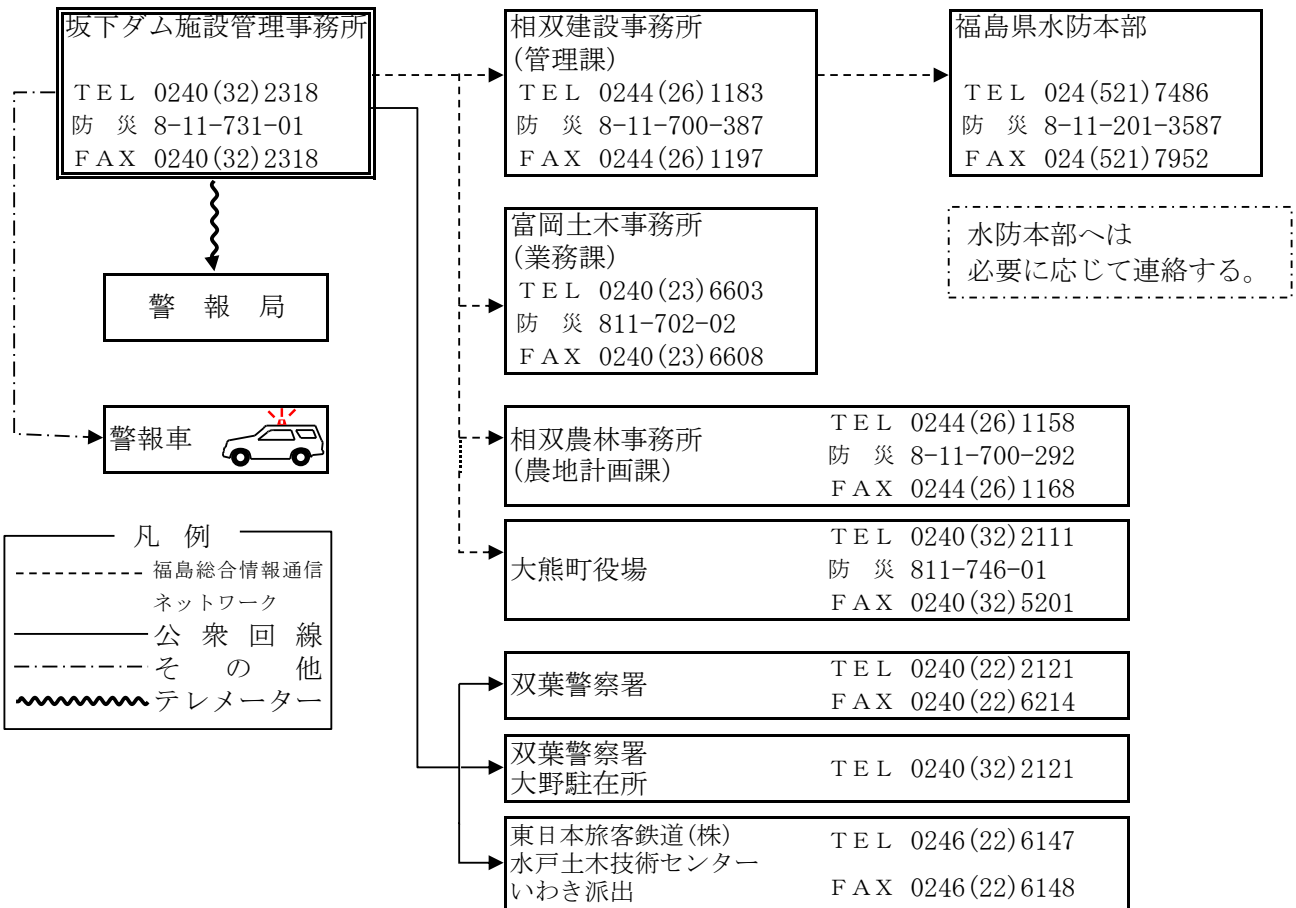 坂下ダム施設管理事務所
ＴＥＬ 0240(32)2318
防 災 8-11-731-01
ＦＡＸ 0240(32)2318
相双建設事務所
(管理課)
ＴＥＬ 0244(26)1183
防 災 8-11-700-387
ＦＡＸ 0244(26)1197
福島県水防本部
ＴＥＬ 024(521)7486
防 災 8-11-201-3587
ＦＡＸ 024(521)7952
水防本部へは
必要に応じて連絡する。
富岡土木事務所
(業務課)
ＴＥＬ 0240(23)6603
防 災 811-702-02
ＦＡＸ 0240(23)6608
警 報 局
警報車
相双農林事務所
(農地計画課)
ＴＥＬ 0244(26)1158
防 災 8-11-700-292
ＦＡＸ 0244(26)1168
大熊町役場
ＴＥＬ 0240(32)2111
防 災 811-746-01
ＦＡＸ 0240(32)5201
凡 例
福島総合情報通信
ネットワーク
公 衆 回 線
そ の 他
テレメーター
双葉警察署
ＴＥＬ 0240(22)2121
ＦＡＸ 0240(22)6214
双葉警察署
大野駐在所
ＴＥＬ 0240(32)2121
東日本旅客鉄道(株)
水戸土木技術センター
いわき派出
ＴＥＬ 0246(22)6147
ＦＡＸ 0246(22)6148